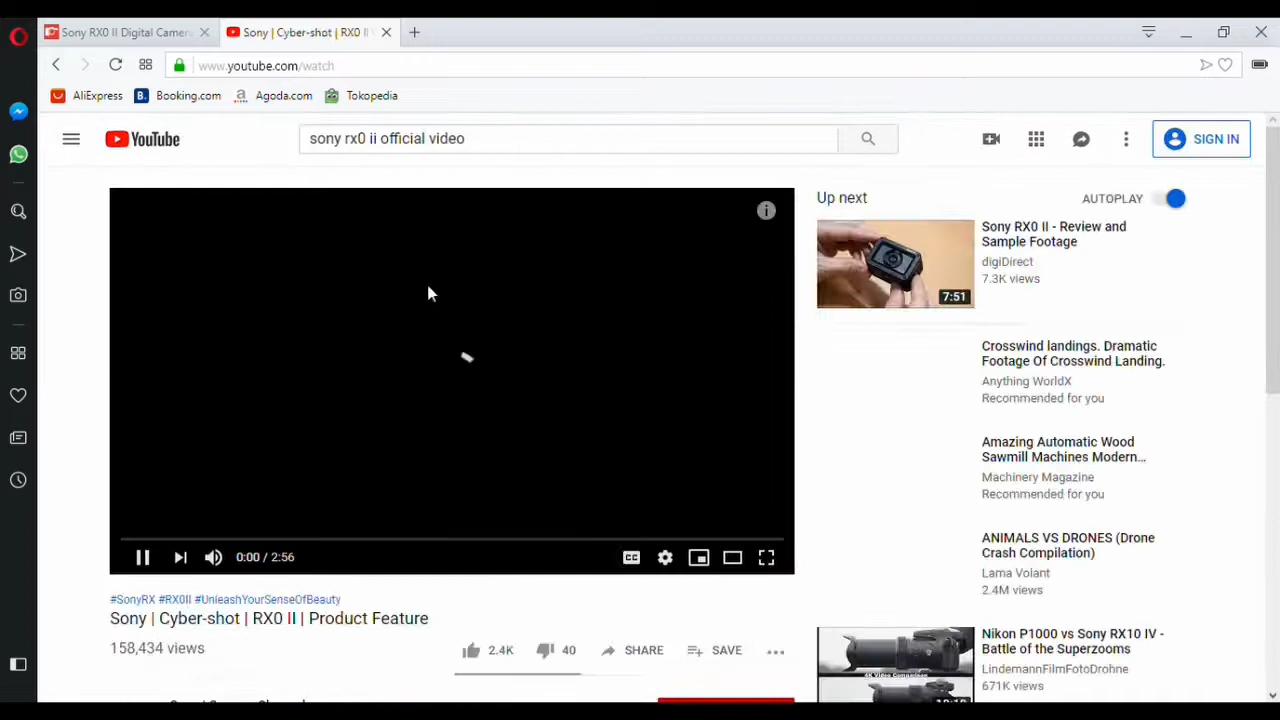 Sony RX0 II Digital Camera
Sony | Cyber-shot | RX0 II
www.youtube.com/watch
AliExpress
Booking.com
Agoda.com
Tokopedia
YouTube
sony rx0 ii official video
SIGN IN
Up next
AUTOPLAY
Sony RX0 II - Review and
Sample Footage
digiDirect
7.3K views
7:51
Crosswind landings. Dramatic
Footage Of Crosswind Landing.
Anything WorldX
Recommended for you
Amazing Automatic Wood
Sawmill Machines Modern...
Machinery Magazine
Recommended for you
ANIMALS VS DRONES (Drone
Crash Compilation)
Lama Volant
2.4M views
Nikon P1000 vs Sony RX10 IV -
Battle of the Superzooms
LindemannFilmFotoDrohne
671K views
4K Video Comparison
0:00 / 2:56
CC
#SonyRX #RX0II #UnleashYourSenseOfBeauty
Sony | Cyber-shot | RX0 II | Product Feature
158,434 views
2.4K
40
SHARE
SAVE